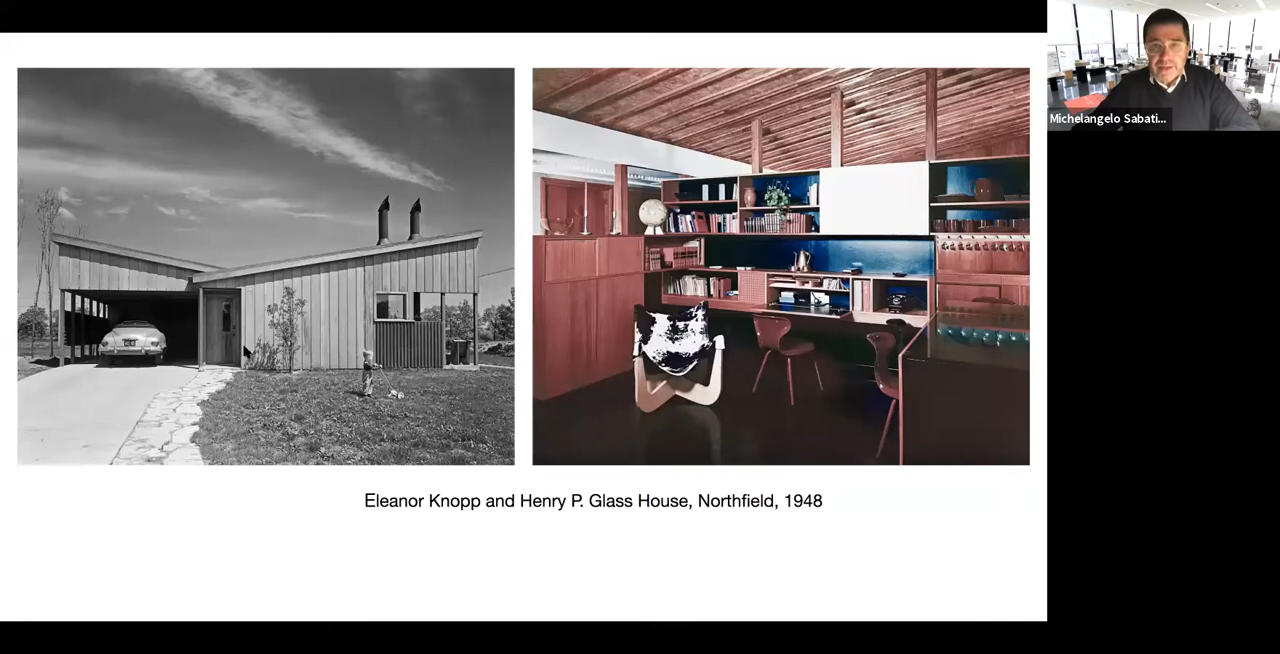 Michelangelo Sabati...
Eleanor Knopp and Henry P. Glass House, Northfield, 1948